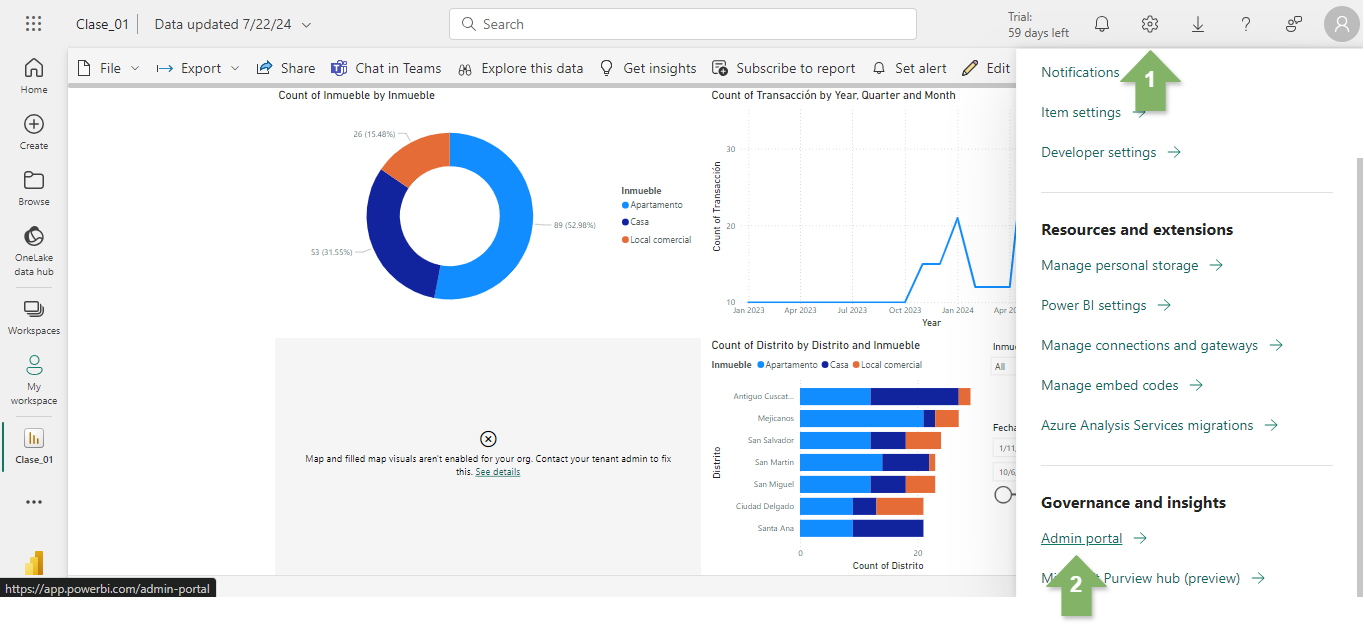 Clase_01
Data updated 7/22/24
Search
Trial:
59 days left
?
Home
Create
Browse
OneLake
data hub
Workspaces
My
workspace
Clase_01
File
Export
Share
Chat in Teams
Explore this data
Get insights
Subscribe to report
Set alert
Edit
Count of Inmueble by Inmueble
26 (15.48%)
53 (31.55%)
89 (52.98%)
Inmueble
Apartamento
Casa
Local comercial
Count of Transacción by Year, Quarter and Month
Count of Transacción
30
20
10
Jan 2023
Apr 2023
Jul 2023
Oct 2023
Jan 2024
Apr 20
Year
Map and filled map visuals aren't enabled for your org. Contact your tenant admin to fix
this. See details
Count of Distrito by Distrito and Inmueble
Inmueble Apartamento Casa Local comercial
Distrito
Antiguo Cuscat...
Mejicanos
San Salvador
San Martin
San Miguel
Ciudad Delgado
Santa Ana
0
20
Count of Distrito
Inmue
All
Fecha
1/11/
10/6/
Notifications
1
Item settings
Developer settings
Resources and extensions
Manage personal storage
Power BI settings
Manage connections and gateways
Manage embed codes
Azure Analysis Services migrations
Governance and insights
Admin portal
2
Purview hub (preview)
https://app.powerbi.com/admin-portal